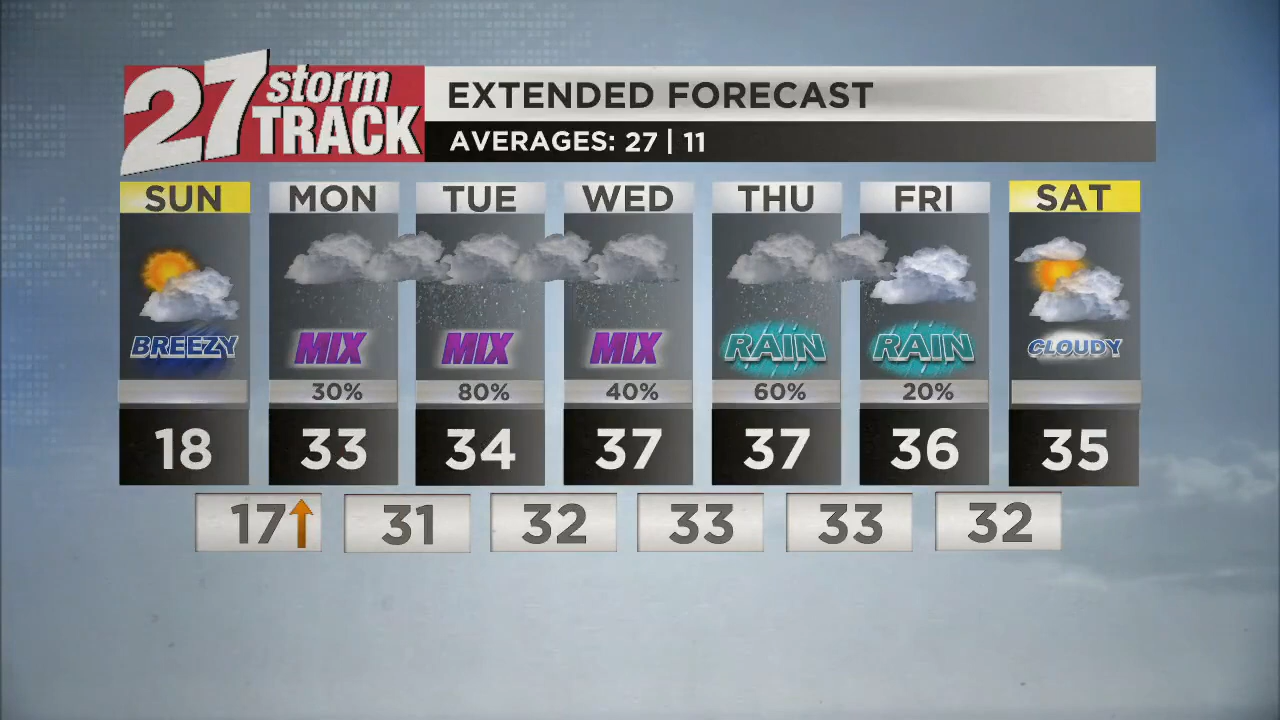 27 storm TRACK
EXTENDED FORECAST
AVERAGES: 27 | 11
SUN MON TUE WED THU FRI SAT
BREEZY MIX MIX MIX RAIN RAIN CLOUDY
30% 80% 40% 60% 20%
18 33 34 37 37 36 35
17 31 32 33 33 32